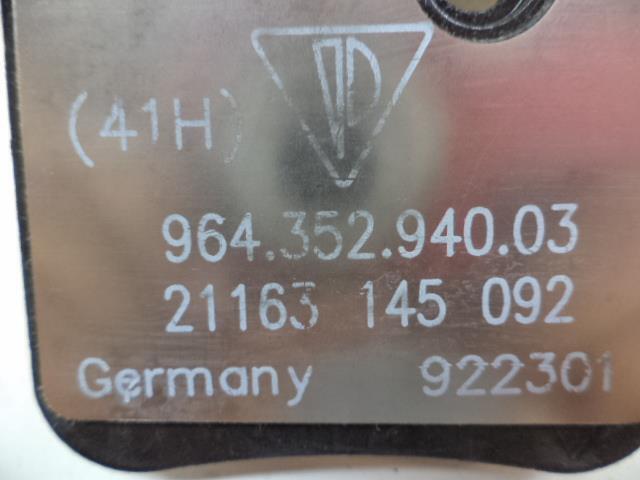 (41H)
964.352.940.03
21163 145 092
Germany 922301